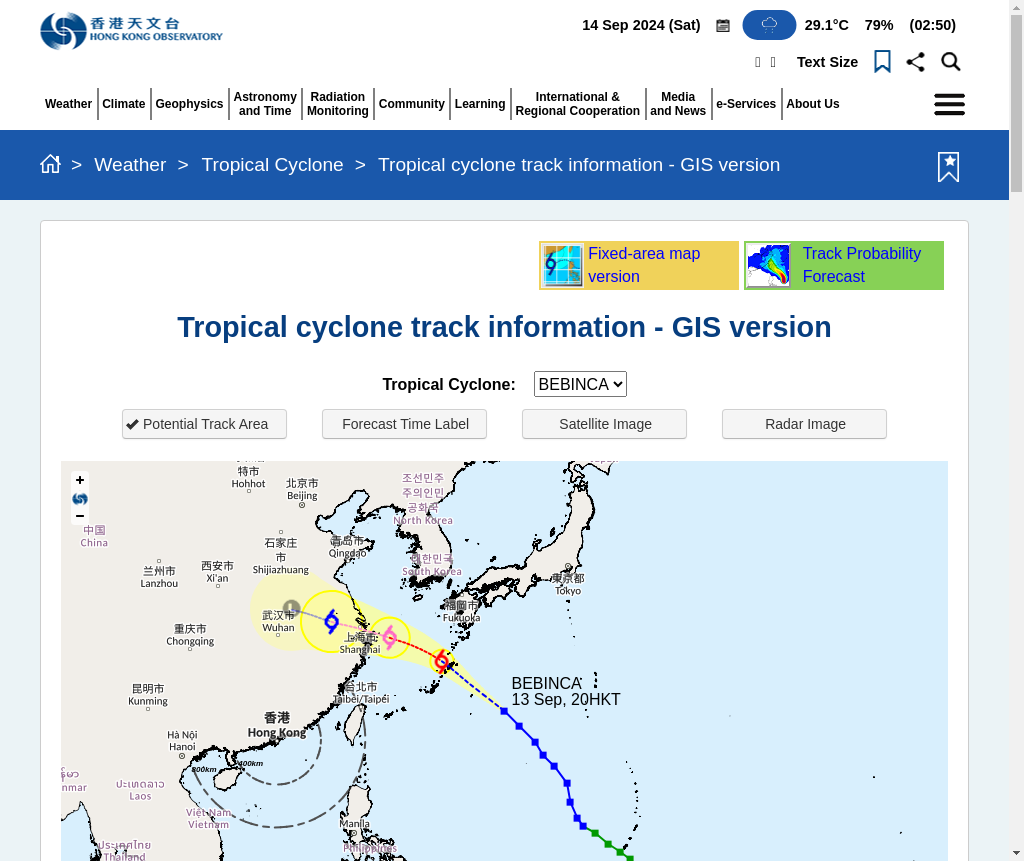 香港天文台
HONG KONG OBSERVATORY
14 Sep 2024 (Sat) 29.1°C 79% (02:50)
Text Size
Weather
Climate
Geophysics
Astronomy
and Time
Radiation
Monitoring
Community
Learning
International &
Regional Cooperation
Media
and News
e-Services
About Us
> Weather > Tropical Cyclone > Tropical cyclone track information - GIS version
Fixed-area map
version
Track Probability
Forecast
Tropical cyclone track information - GIS version
Tropical Cyclone: BEBINCA
Potential Track Area
Forecast Time Label
Satellite Image
Radar Image
+
−
特市
Hohhot
北京市
Beijing
조선민주
주의인민
공화국
North Korea
中国
China
石家庄
市
Shijiazhuang
青岛市
Qingdao
대한민국
South Korea
兰州市
Lanzhou
西安市
Xi'an
東京都
Tokyo
福岡市
Fukuoka
武汉市
Wuhan
L
重庆市
Chongqing
上海市
Shanghai
BEBINCA
13 Sep, 20HKT
昆明市
Kunming
台北市
Taibei/Taipei
香港
Hong Kong
Hà Nội
Hanoi
800km
400km
ປະເທດລາວ
Laos
Việt Nam
Vietnam
Manila
Philippines
ประเทศไทย
Thailand